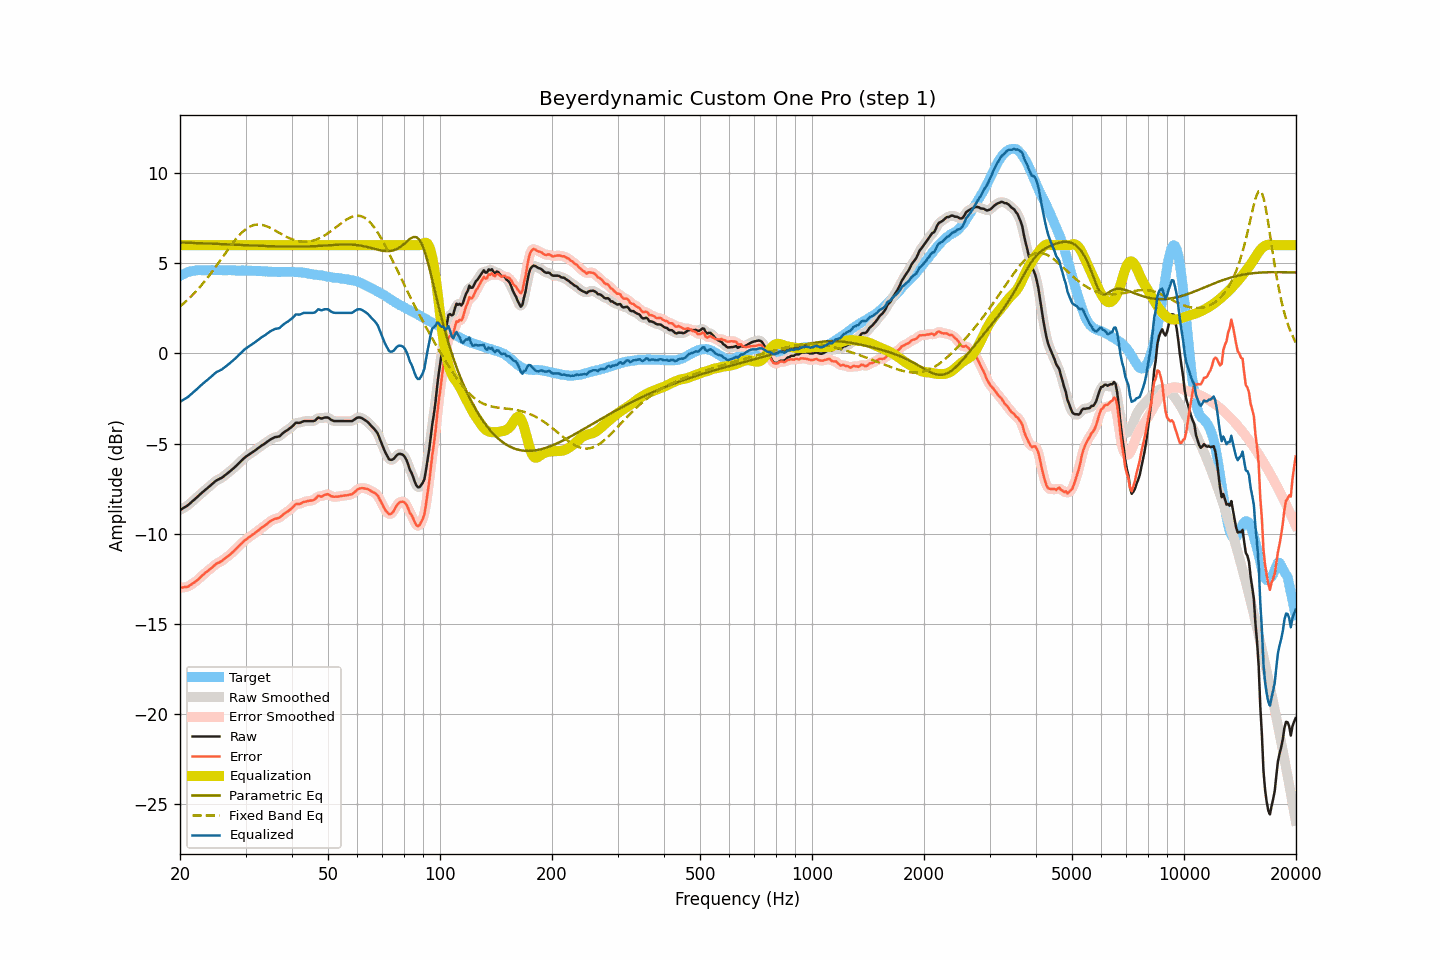 Beyerdynamic Custom One Pro (step 1)
Amplitude (dBr)
10
5
0
−5
−10
−15
−20
−25
Target
Raw Smoothed
Error Smoothed
Raw
Error
Equalization
Parametric Eq
Fixed Band Eq
Equalized
20 50 100 200 500 1000 2000 5000 10000 20000
Frequency (Hz)